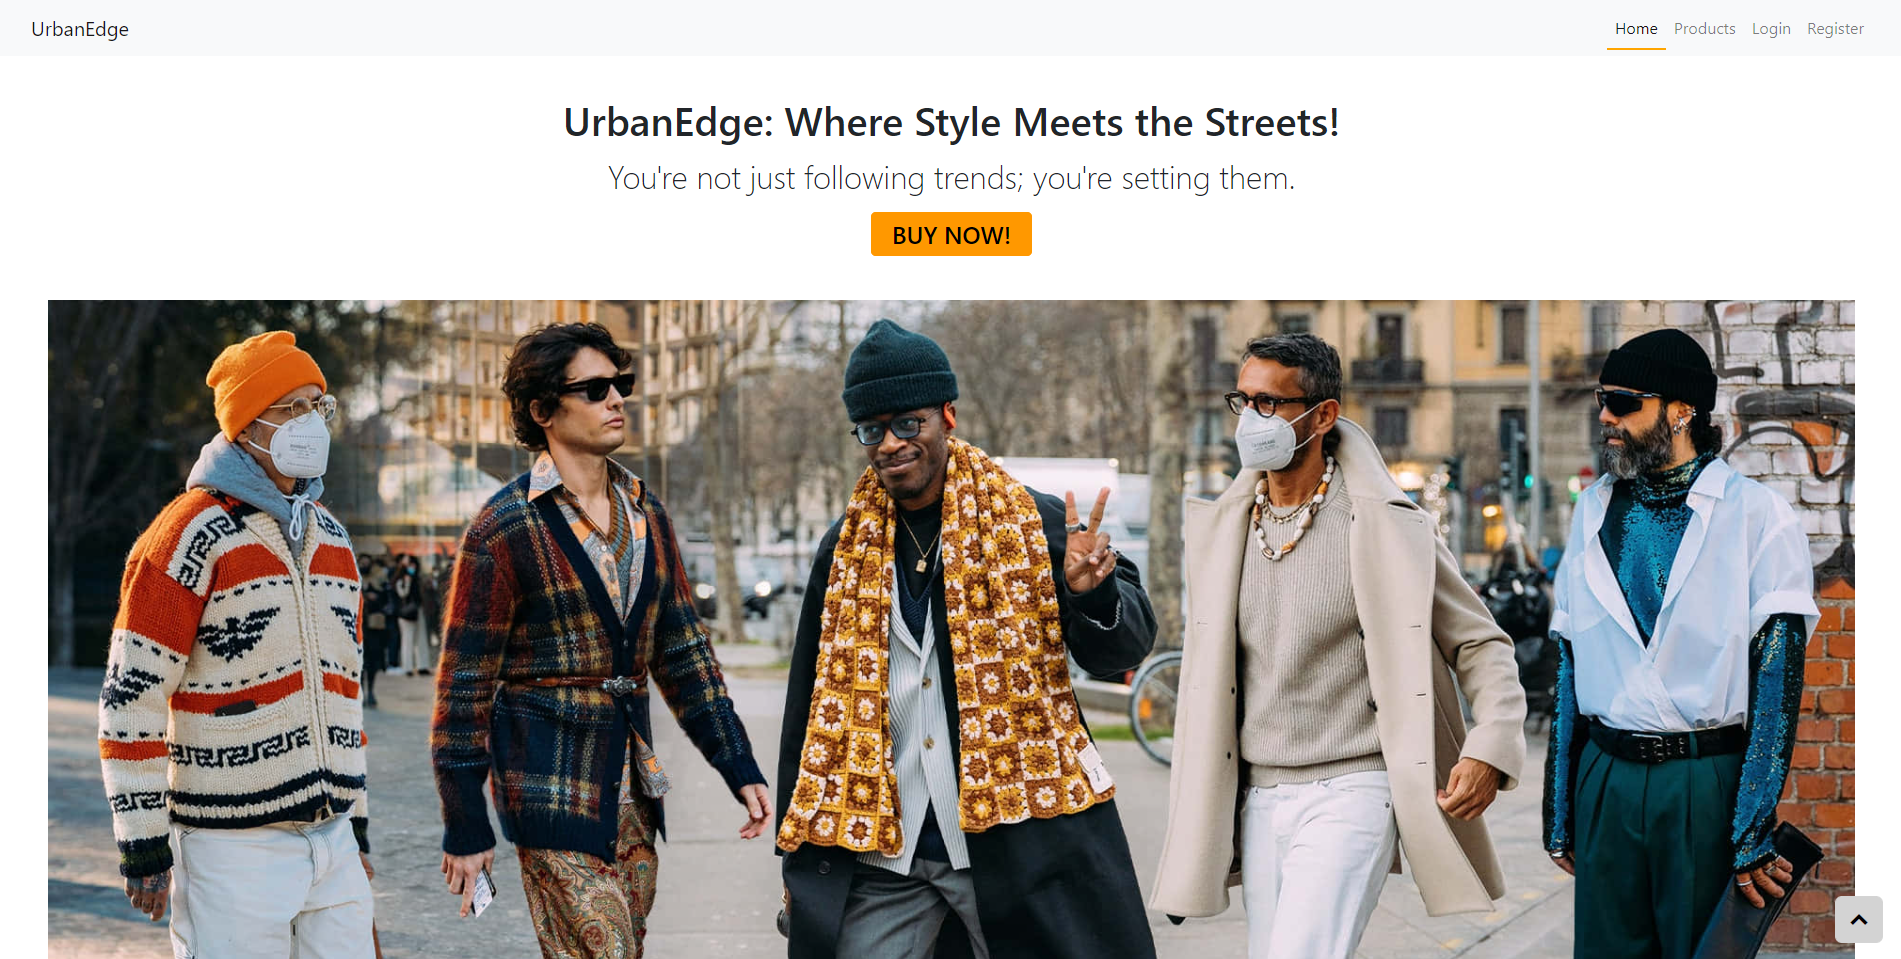 UrbanEdge
Home Products Login Register
UrbanEdge: Where Style Meets the Streets!
You're not just following trends; you're setting them.
BUY NOW!